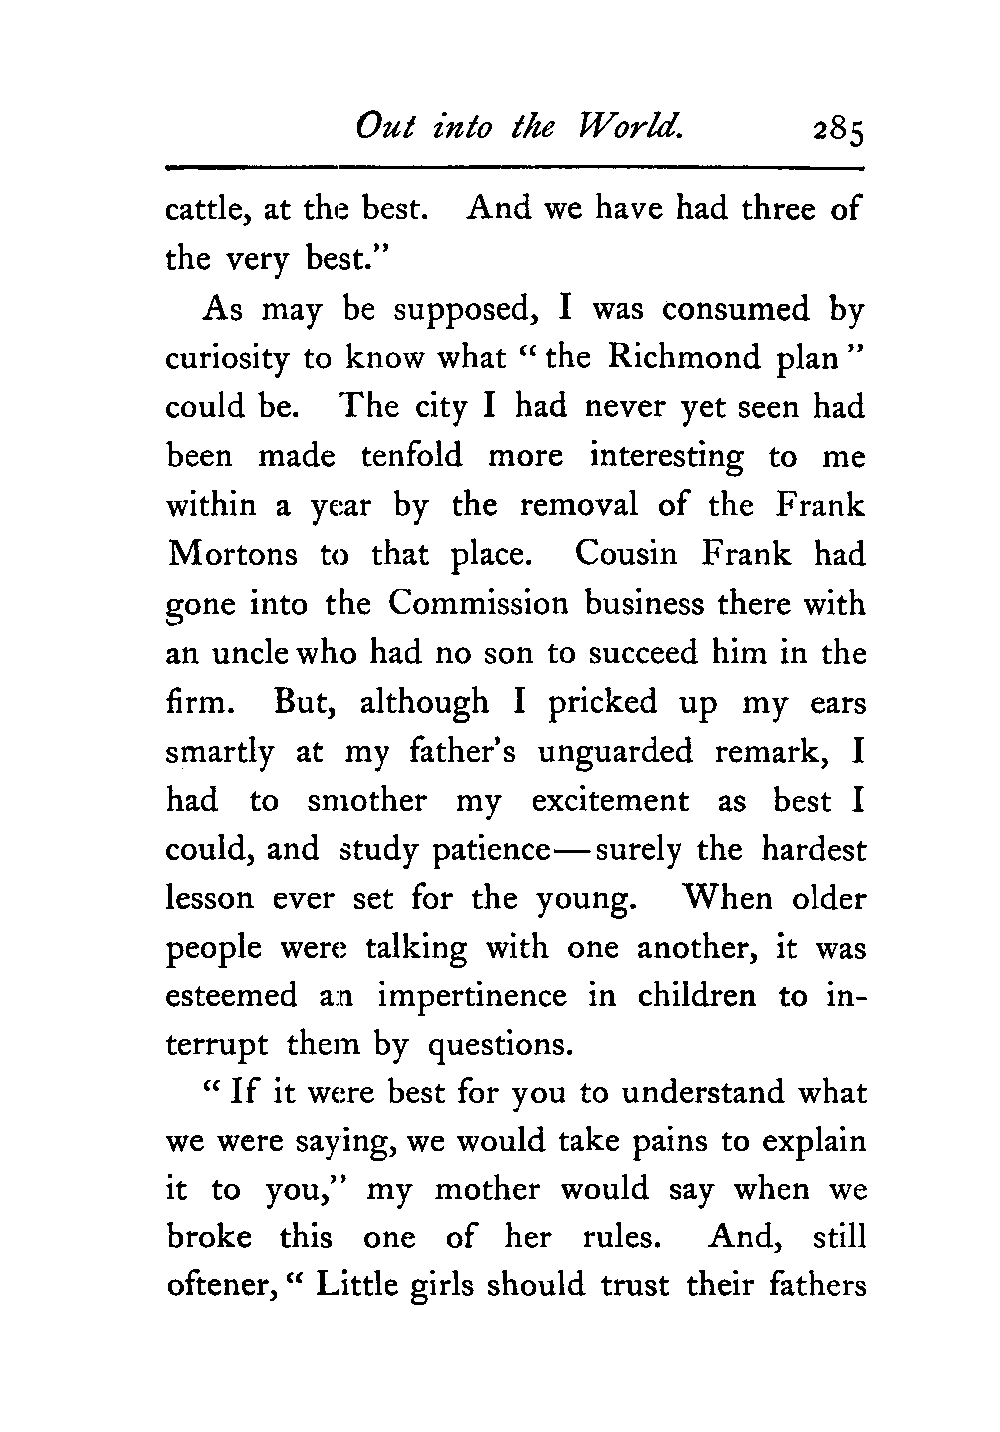 Out into the World. 285
cattle, at the best. And we have had three of
the very best."
As may be supposed, I was consumed by
curiosity to know what " the Richmond plan "
could be. The city I had never yet seen had
been made tenfold more interesting to me
within a year by the removal of the Frank
Mortons to that place. Cousin Frank had
gone into the Commission business there with
an uncle who had no son to succeed him in the
firm. But, although I pricked up my ears
smartly at my father's unguarded remark, I
had to smother my excitement as best I
could, and study patience—surely the hardest
lesson ever set for the young. When older
people were talking with one another, it was
esteemed an impertinence in children to in-
terrupt them by questions.
" If it were best for you to understand what
we were saying, we would take pains to explain
it to you," my mother would say when we
broke this one of her rules. And, still
oftener, " Little girls should trust their fathers